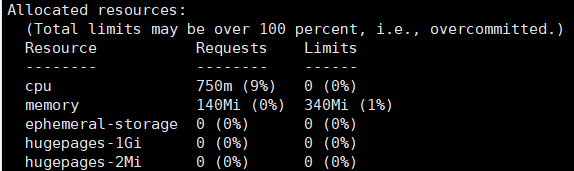 Allocated resources:
  (Total limits may be over 100 percent, i.e., overcommitted.)
  Resource           Requests    Limits
  --------           --------    ------
  cpu                750m (9%)   0 (0%)
  memory             140Mi (0%)  340Mi (1%)
  ephemeral-storage  0 (0%)      0 (0%)
  hugepages-1Gi      0 (0%)      0 (0%)
  hugepages-2Mi      0 (0%)      0 (0%)